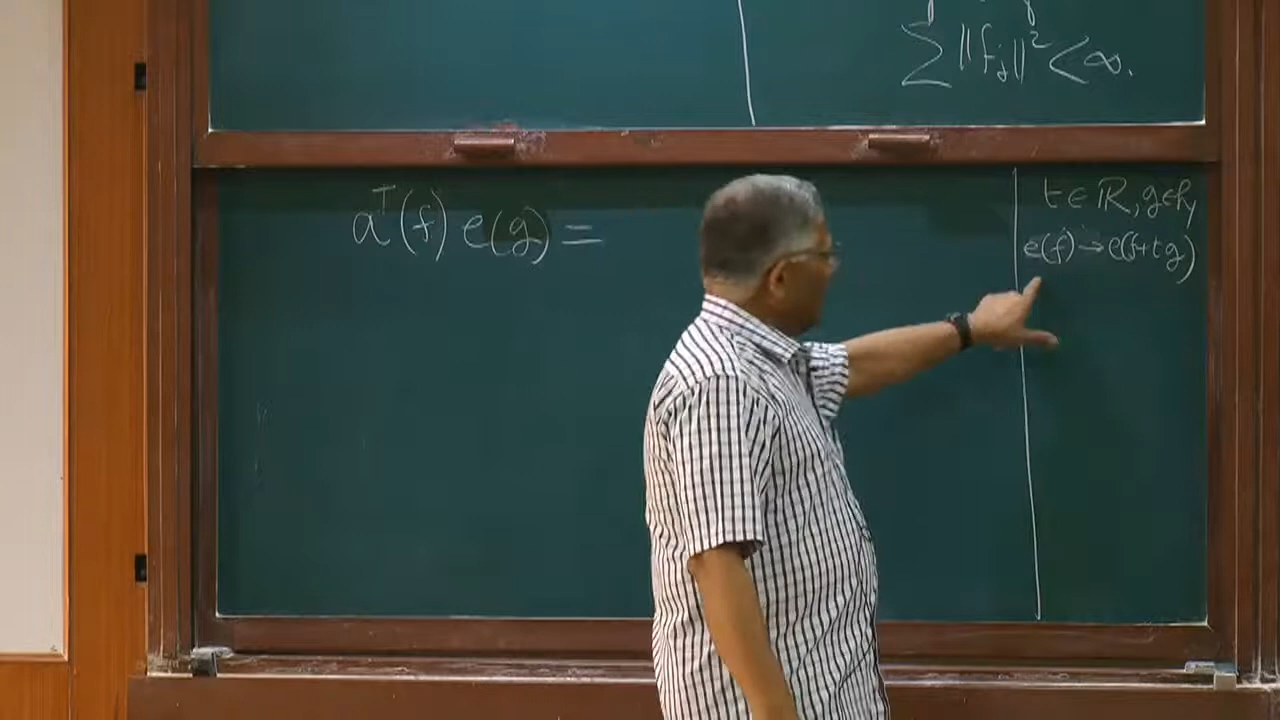 ∑ ||f_j||² < ∞.
a†(f) e(g) =
t ∈ ℝ, g ∈ h,
e(f) → e(f+tg)